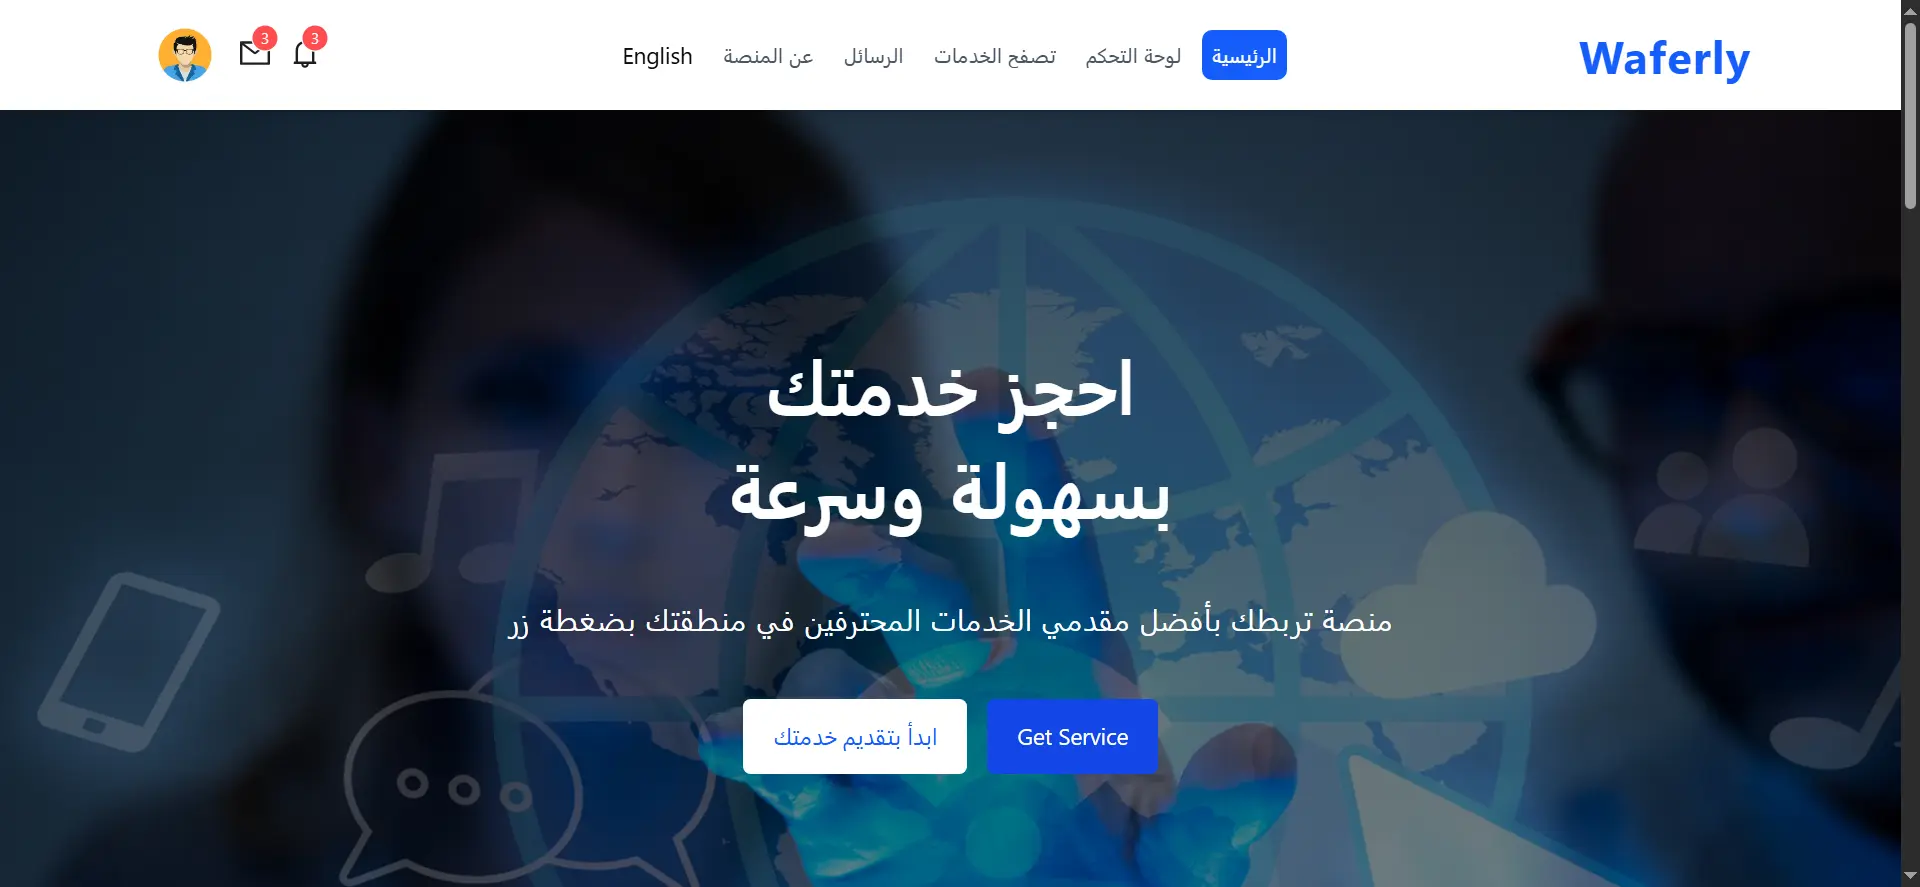 Waferly
الرئيسية
لوحة التحكم
تصفح الخدمات
الرسائل
عن المنصة
English
3
3
احجز خدمتك
بسهولة وسرعة
منصة تربطك بأفضل مقدمي الخدمات المحترفين في منطقتك بضغطة زر
Get Service
ابدأ بتقديم خدمتك